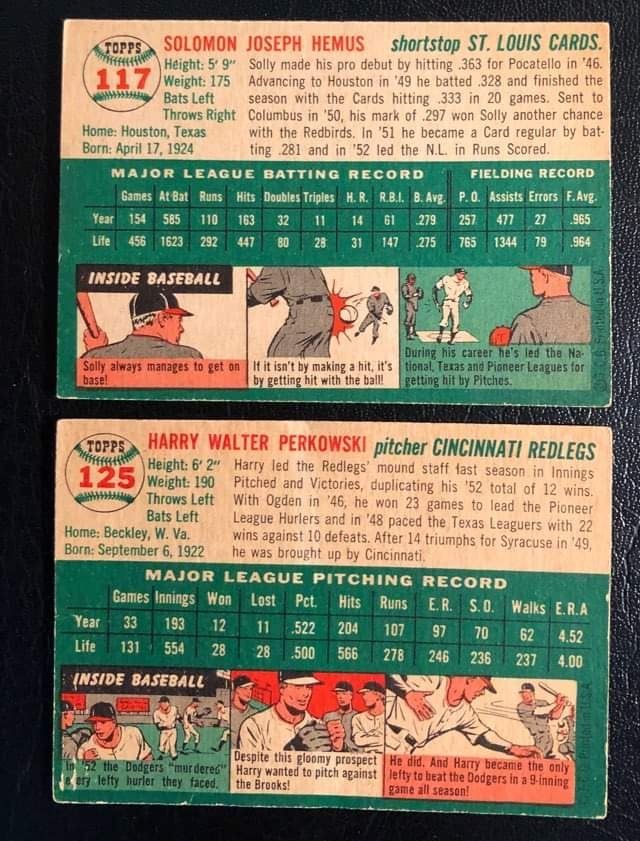 TOPPS
117
SOLOMON JOSEPH HEMUS shortstop ST. LOUIS CARDS.
Height: 5' 9"
Weight: 175
Bats Left
Throws Right
Home: Houston, Texas
Born: April 17, 1924
Solly made his pro debut by hitting .363 for Pocatello in '46.
Advancing to Houston in '49 he batted .328 and finished the
season with the Cards hitting .333 in 20 games. Sent to
Columbus in '50, his mark of .297 won Solly another chance
with the Redbirds. In '51 he became a Card regular by bat-
ting .281 and in '52 led the N.L. in Runs Scored.
MAJOR LEAGUE BATTING RECORD FIELDING RECORD
Games At Bat Runs Hits Doubles Triples H. R. R.B.I. B. Avg. P. O. Assists Errors F. Avg.
Year 154 585 110 163 32 11 14 61 .279 257 477 27 .965
Life 456 1623 292 447 80 28 31 147 .275 765 1344 79 .964
INSIDE BASEBALL
Solly always manages to get on
base!
If it isn't by making a hit, it's
by getting hit with the ball!
During his career he's led the Na-
tional, Texas and Pioneer Leagues for
getting hit by Pitches.
Printed in U.S.A.
TOPPS
125
HARRY WALTER PERKOWSKI pitcher CINCINNATI REDLEGS
Height: 6' 2"
Weight: 190
Throws Left
Bats Left
Home: Beckley, W. Va.
Born: September 6, 1922
Harry led the Redlegs' mound staff last season in Innings
Pitched and Victories, duplicating his '52 total of 12 wins.
With Ogden in '46, he won 23 games to lead the Pioneer
League Hurlers and in '48 paced the Texas Leaguers with 22
wins against 10 defeats. After 14 triumphs for Syracuse in '49,
he was brought up by Cincinnati.
MAJOR LEAGUE PITCHING RECORD
Games Innings Won Lost Pct. Hits Runs E. R. S. O. Walks E.R.A
Year 33 193 12 11 .522 204 107 97 70 62 4.52
Life 131 554 28 28 .500 566 278 246 236 237 4.00
INSIDE BASEBALL
In '52 the Dodgers "murdered"
every lefty hurler they faced.
Despite this gloomy prospect
Harry wanted to pitch against
the Brooks!
He did. And Harry became the only
lefty to beat the Dodgers in a 9-inning
game all season!